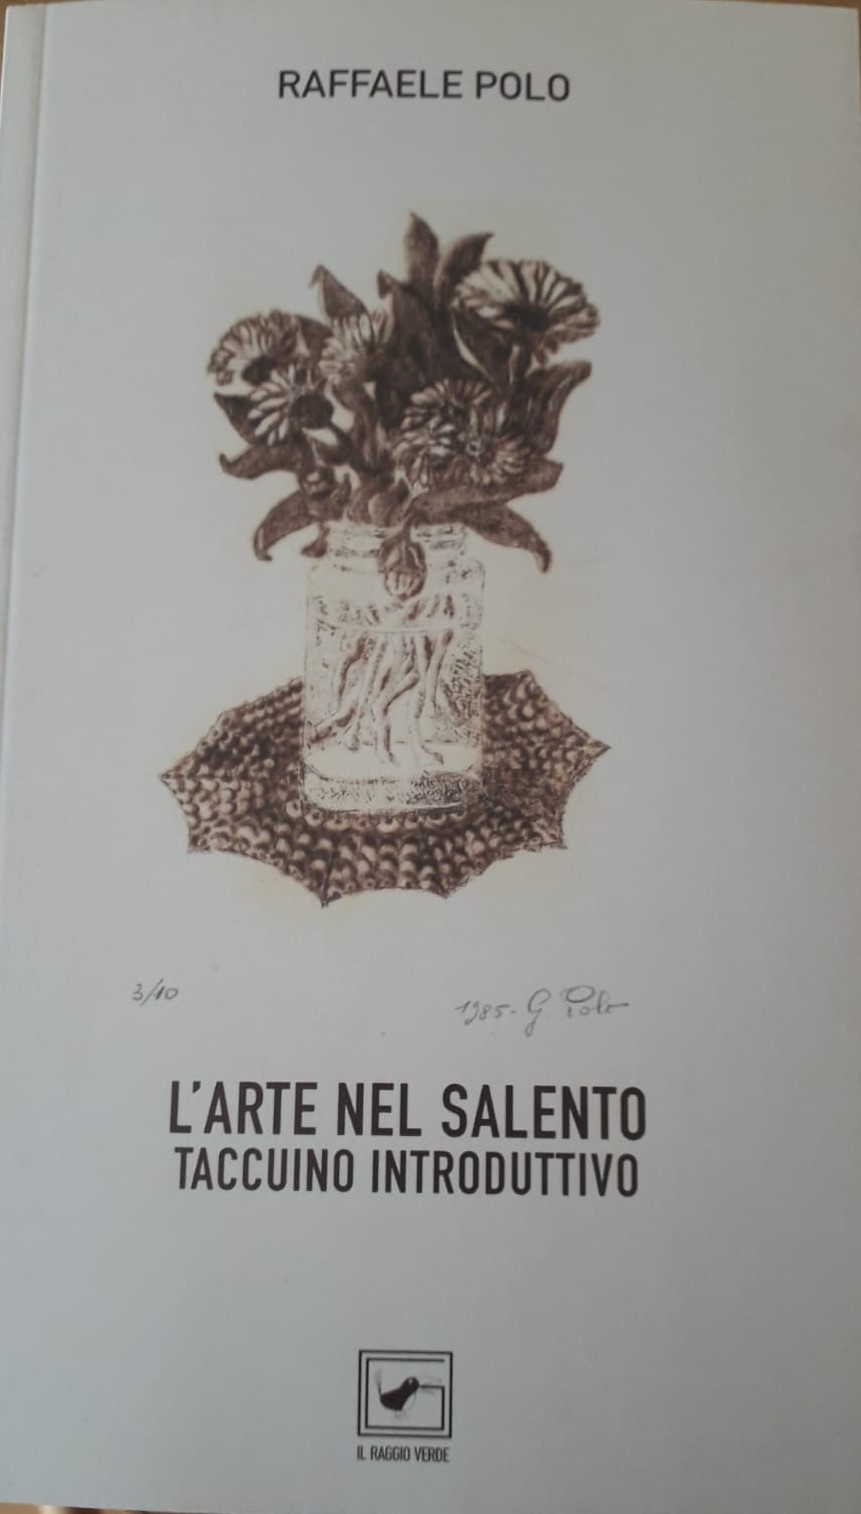 RAFFAELE POLO
3/10
1985- G. Polo
L'ARTE NEL SALENTO
TACCUINO INTRODUTTIVO
IL RAGGIO VERDE